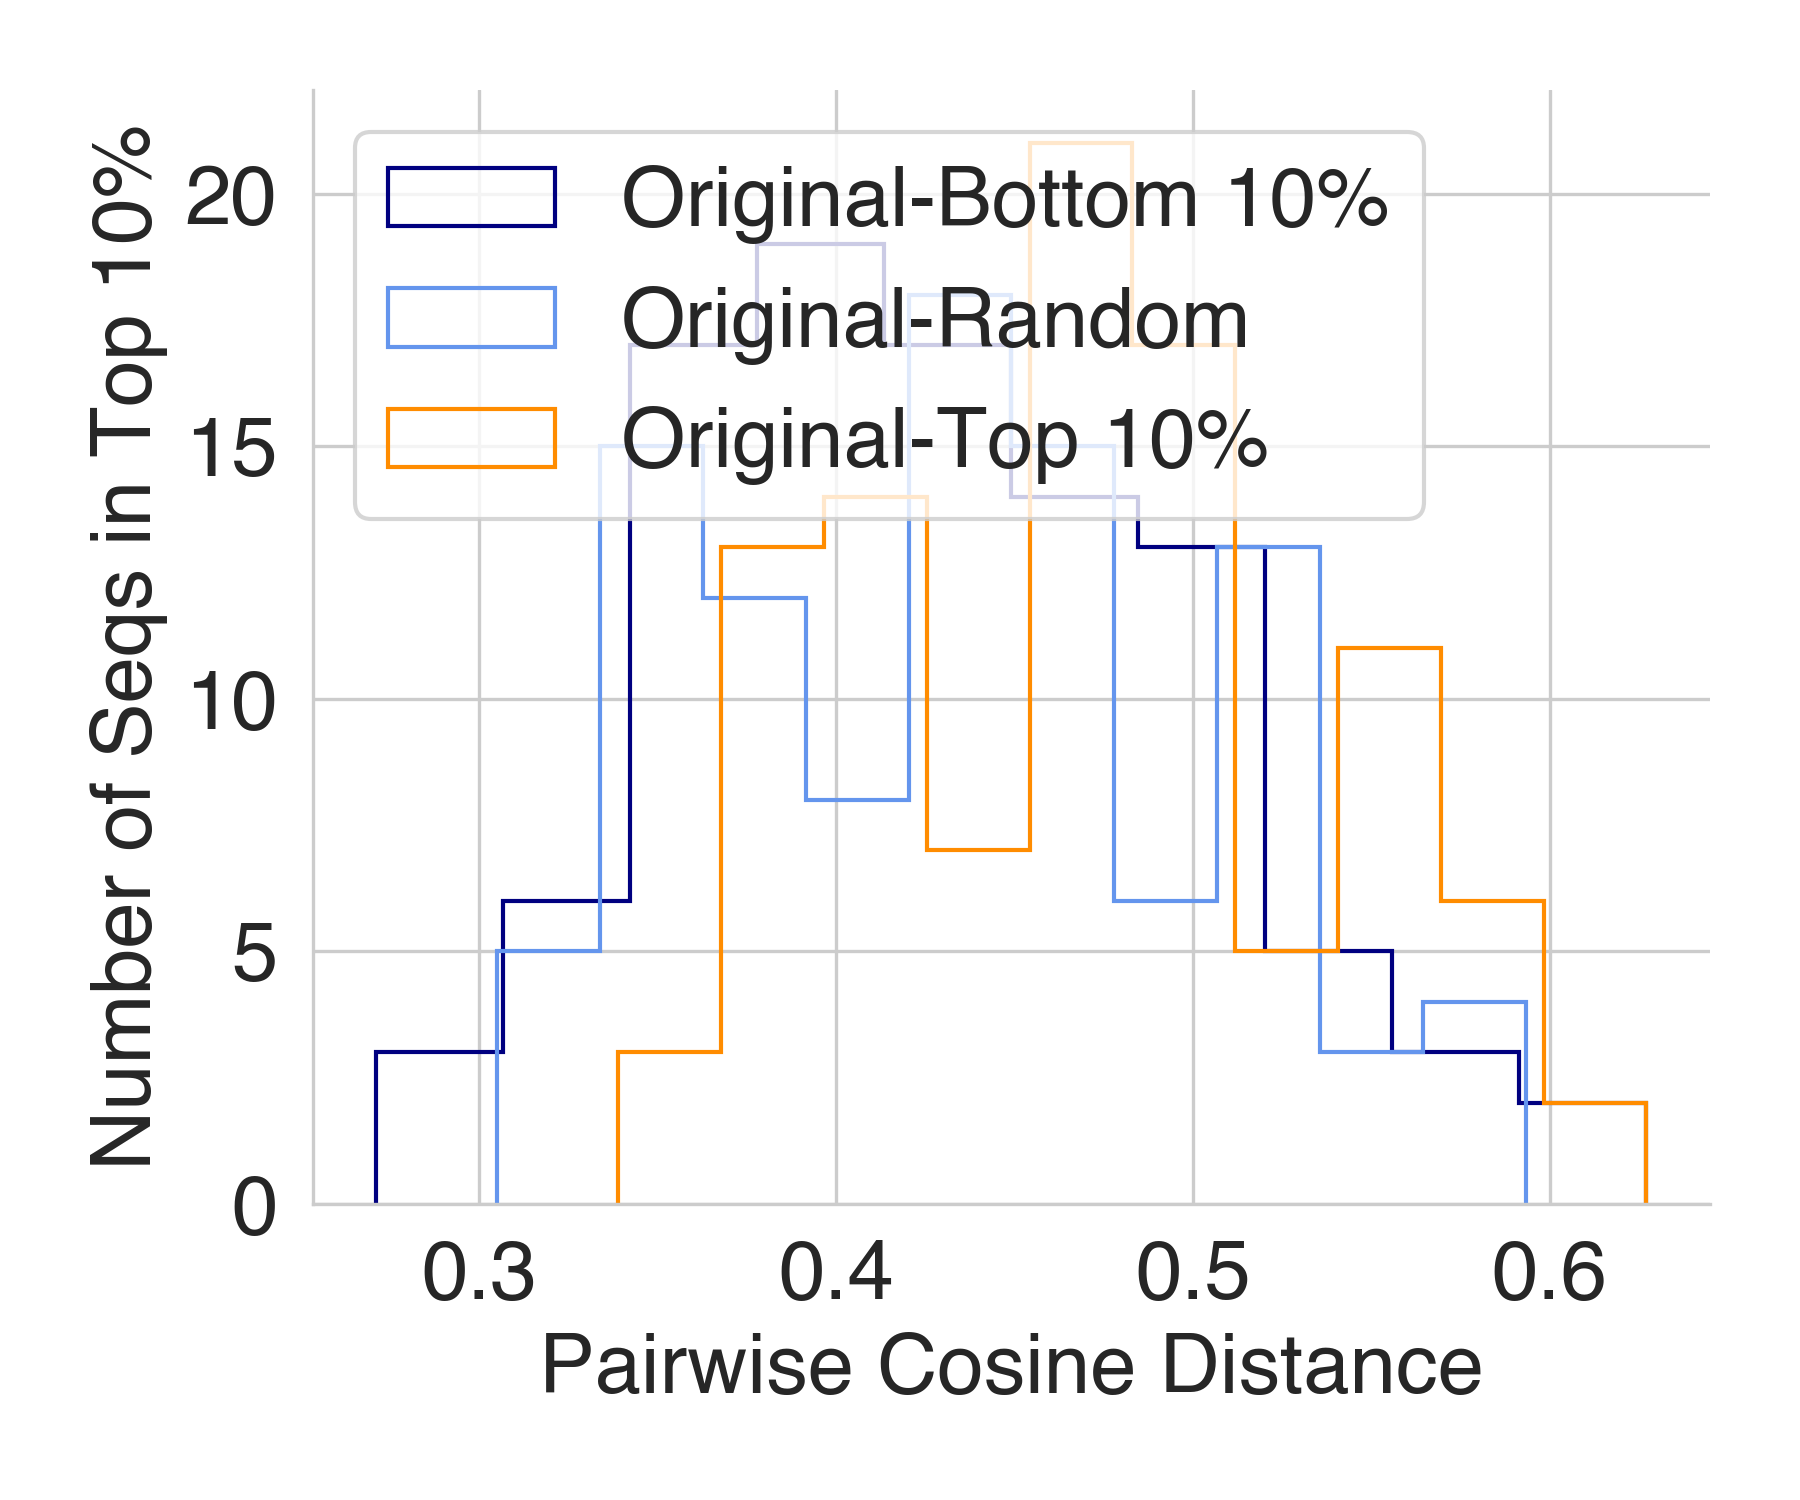 Number of Seqs in Top 10%
20
15
10
5
0
Original-Bottom 10%
Original-Random
Original-Top 10%
0.3 0.4 0.5 0.6
Pairwise Cosine Distance